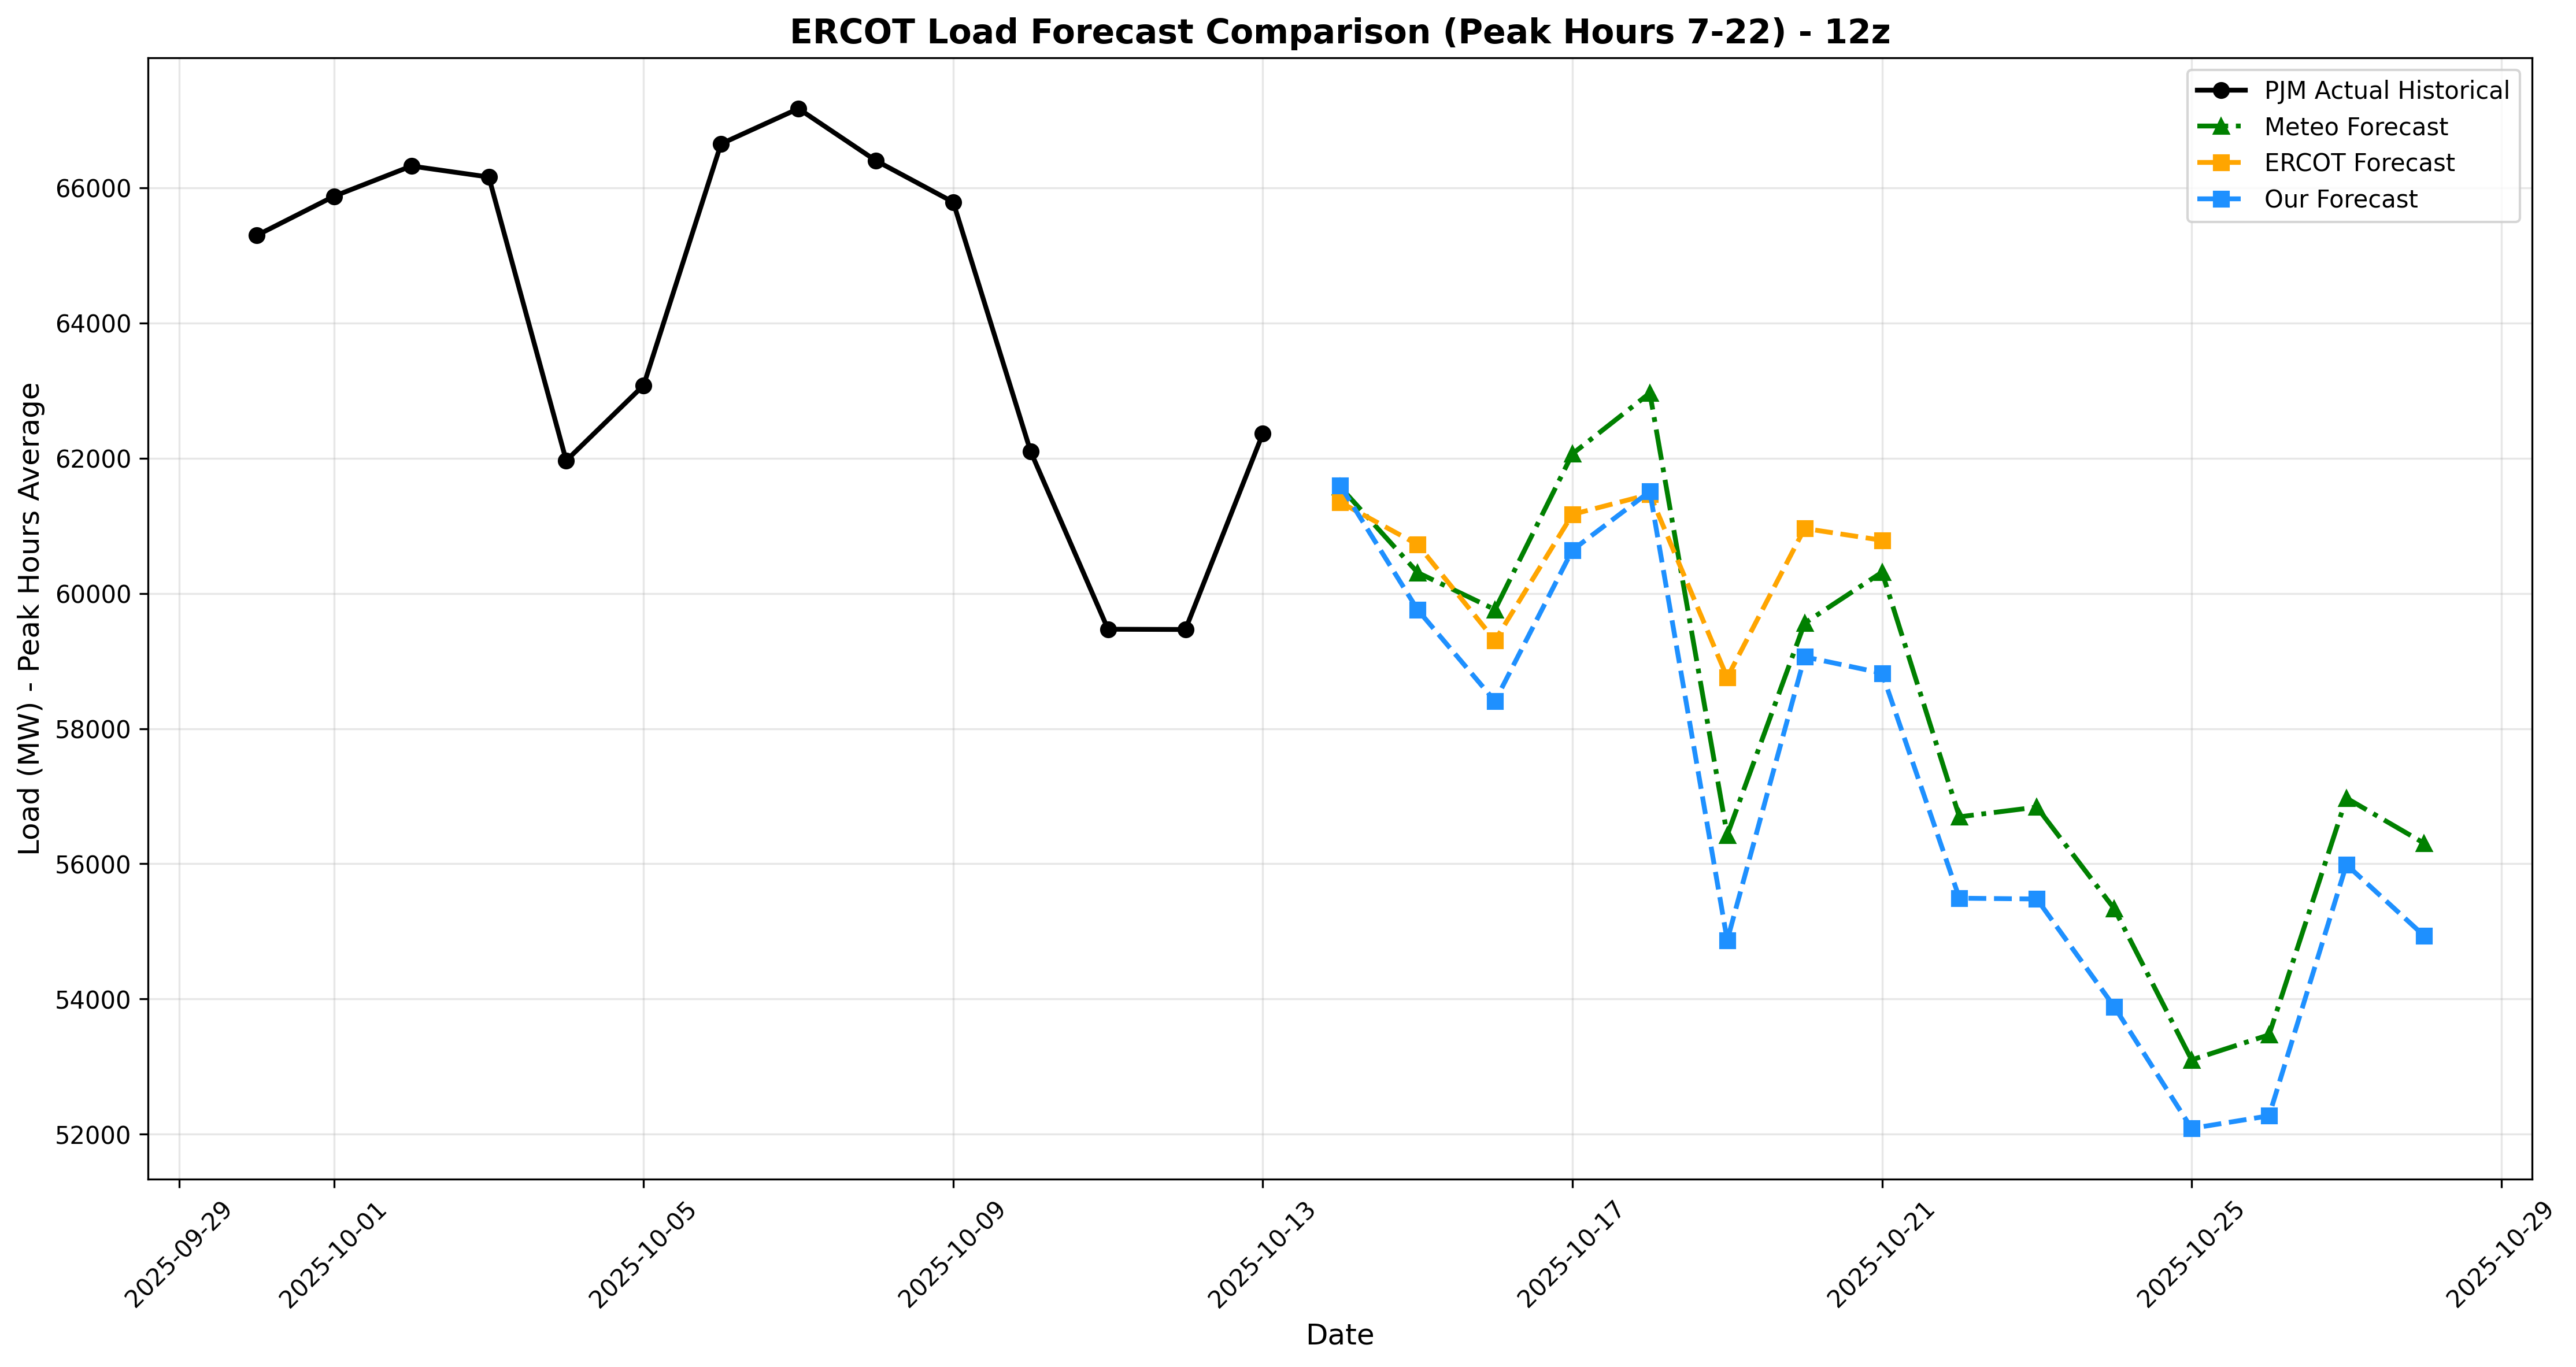 ERCOT Load Forecast Comparison (Peak Hours 7-22) - 12z
PJM Actual Historical
Meteo Forecast
ERCOT Forecast
Our Forecast
Load (MW) - Peak Hours Average
66000
64000
62000
60000
58000
56000
54000
52000
2025-09-29
2025-10-01
2025-10-05
2025-10-09
2025-10-13
2025-10-17
2025-10-21
2025-10-25
2025-10-29
Date